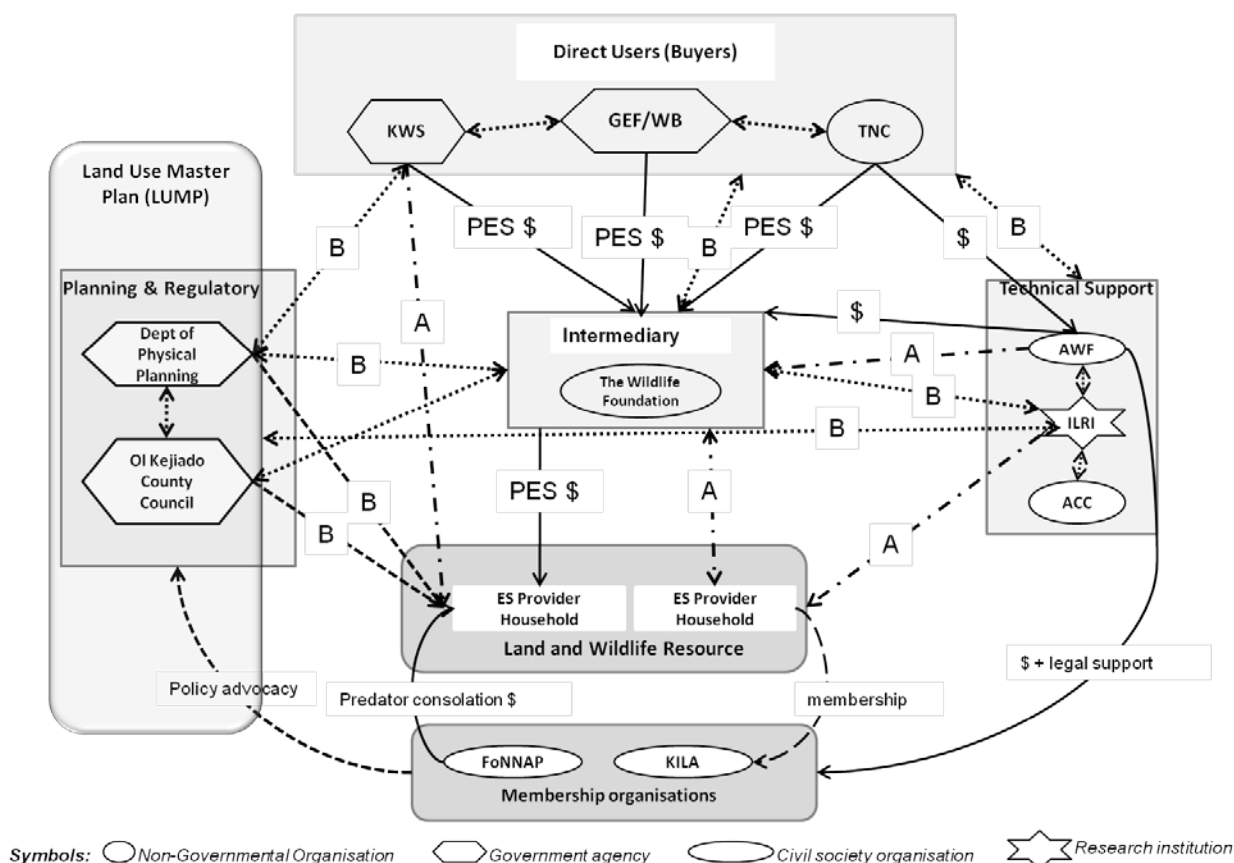 Direct Users (Buyers)
KWS
GEF/WB
TNC
Land Use Master
Plan (LUMP)
B
PES $
PES $
B
PES $
$
B
Planning & Regulatory
Technical Support
Dept of
Physical
Planning
A
Intermediary
$
AWF
B
The Wildlife
Foundation
A
B
ILRI
B
Ol Kejiado
County
Council
PES $
A
ACC
B
B
A
ES Provider
Household
ES Provider
Household
Land and Wildlife Resource
$ + legal support
Policy advocacy
Predator consolation $
membership
FoNNAP
KILA
Membership organisations
Symbols:
Non-Governmental Organisation
Government agency
Civil society organisation
Research institution